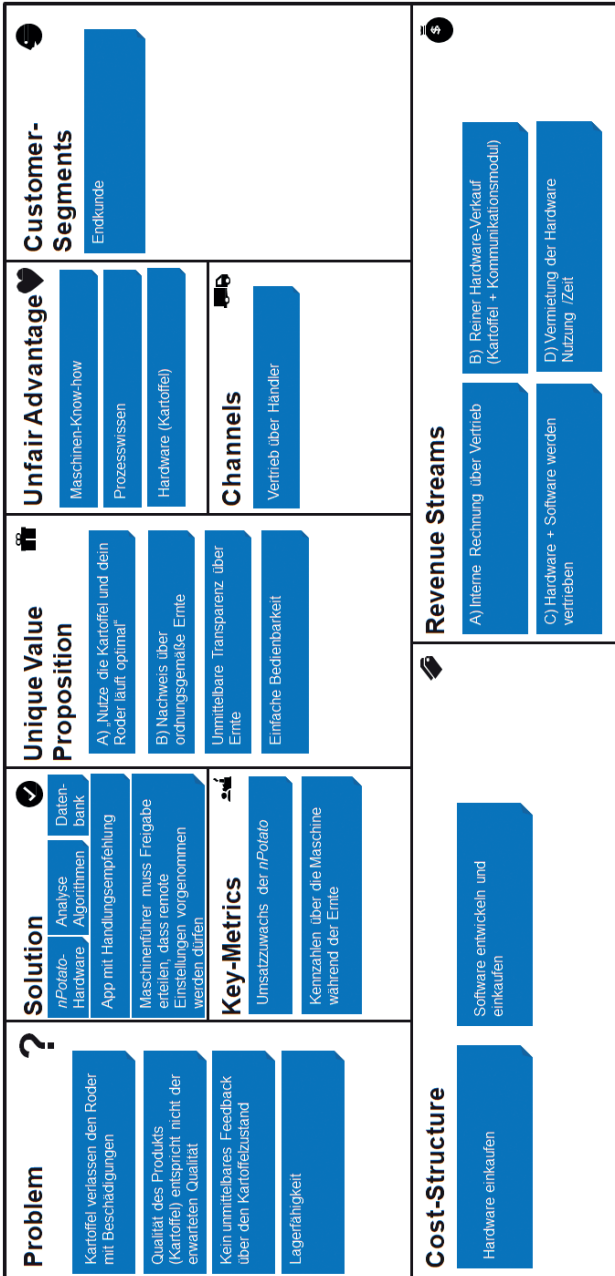 Problem
?
Kartoffel verlassen den Roder
mit Beschädigungen
Qualität des Produkts
(Kartoffel) entspricht nicht der
erwarteten Qualität
Kein unmittelbares Feedback
über den Kartoffelzustand
Lagerfähigkeit
Solution
nPotato-
Hardware
Analyse
Algorithmen
Daten-
bank
App mit Handlungsempfehlung
Maschinenführer muss Freigabe
erteilen, dass remote
Einstellungen vorgenommen
werden dürfen
Key-Metrics
Umsatzzuwachs der nPotato
Kennzahlen über die Maschine
während der Ernte
Unique Value
Proposition
A) „Nutze die Kartoffel und dein
Roder läuft optimal“
B) Nachweis über
ordnungsgemäße Ernte
Unmittelbare Transparenz über
Ernte
Einfache Bedienbarkeit
Unfair Advantage
Maschinen-Know-how
Prozesswissen
Hardware (Kartoffel)
Channels
Vertrieb über Händler
Customer-
Segments
Endkunde
Cost-Structure
Hardware einkaufen
Software entwickeln und
einkaufen
Revenue Streams
$
A) Interne Rechnung über Vertrieb
B) Reiner Hardware-Verkauf
(Kartoffel + Kommunikationsmodul)
C) Hardware + Software werden
vertrieben
D) Vermietung der Hardware
Nutzung /Zeit